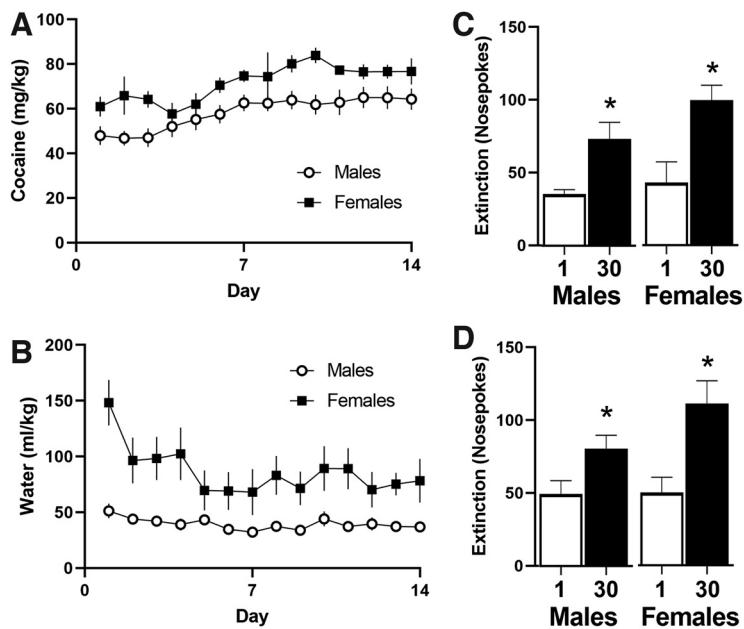 A
Cocaine (mg/kg)
100
80
60
40
20
0
0 7 14
Day
Males
Females
B
Water (ml/kg)
200
150
100
50
0
0 7 14
Day
Males
Females
C
Extinction (Nosepokes)
150
100
50
0
* *
1 30 1 30
Males Females
D
Extinction (Nosepokes)
150
100
50
0
* *
1 30 1 30
Males Females